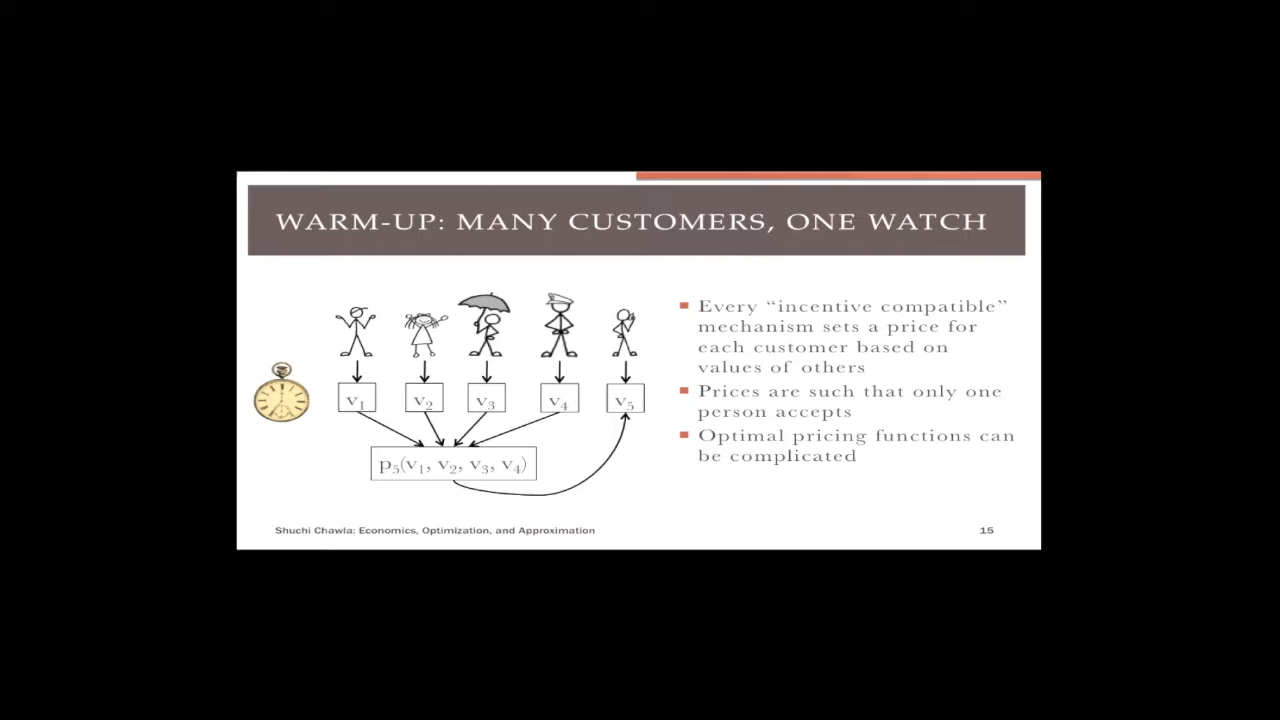 WARM-UP: MANY CUSTOMERS, ONE WATCH
v1 v2 v3 v4 v5
p5(v1, v2, v3, v4)
Every “incentive compatible”
mechanism sets a price for
each customer based on
values of others
Prices are such that only one
person accepts
Optimal pricing functions can
be complicated
Shuchi Chawla: Economics, Optimization, and Approximation
15